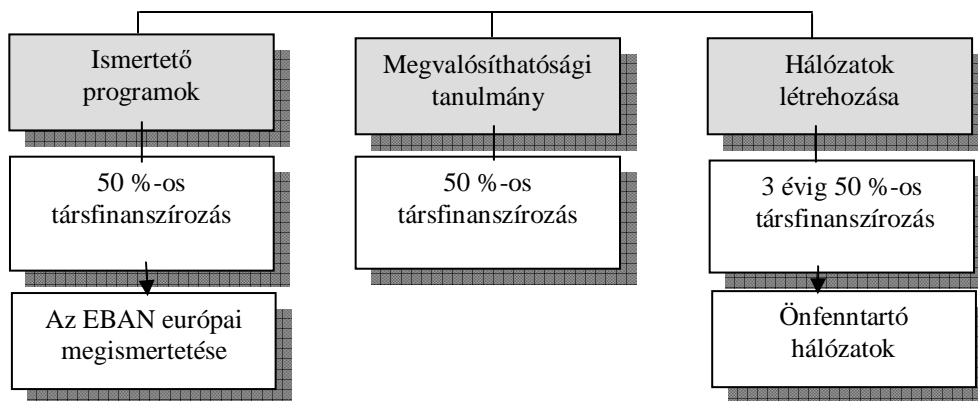 Ismertető
programok
Megvalósíthatósági
tanulmány
Hálózatok
létrehozása
50 %-os
társfinanszírozás
50 %-os
társfinanszírozás
3 évig 50 %-os
társfinanszírozás
Az EBAN európai
megismertetése
Önfenntartó
hálózatok